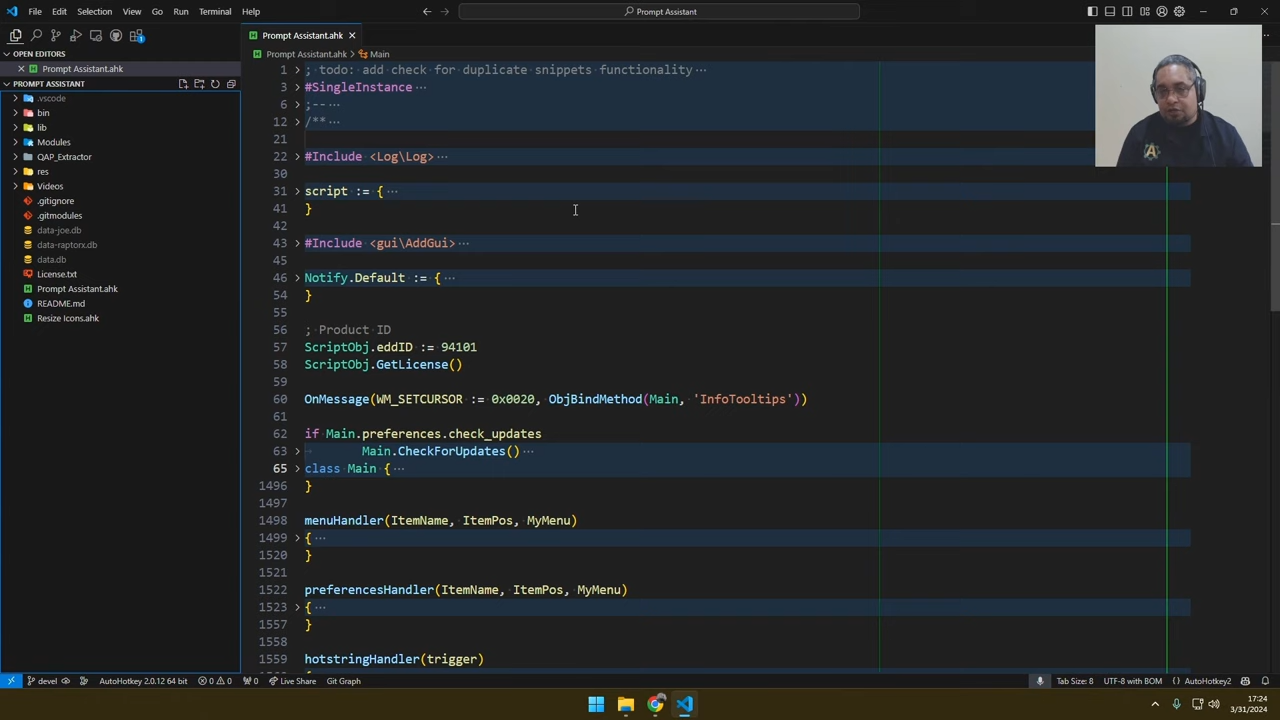 File Edit Selection View Go Run Terminal Help
Prompt Assistant
OPEN EDITORS
Prompt Assistant.ahk
PROMPT ASSISTANT
.vscode
bin
lib
Modules
QAP_Extractor
res
Videos
.gitignore
.gitmodules
data-joe.db
data-raptorx.db
data.db
License.txt
Prompt Assistant.ahk
README.md
Resize Icons.ahk
Prompt Assistant.ahk
Prompt Assistant.ahk > Main
1 ; todo: add check for duplicate snippets functionality ···
3 #SingleInstance ···
6 ;-- ···
12 /** ···
21
22 #Include <Log\Log> ···
30
31 script := { ···
41 }
42
43 #Include <gui\AddGui> ···
45
46 Notify.Default := { ···
54 }
55
56 ; Product ID
57 ScriptObj.eddID := 94101
58 ScriptObj.GetLicense()
59
60 OnMessage(WM_SETCURSOR := 0x0020, ObjBindMethod(Main, 'InfoTooltips'))
61
62 if Main.preferences.check_updates
63 Main.CheckForUpdates() ···
65 class Main { ···
1496 }
1497
1498 menuHandler(ItemName, ItemPos, MyMenu)
1499 { ···
1520 }
1521
1522 preferencesHandler(ItemName, ItemPos, MyMenu)
1523 { ···
1557 }
1558
1559 hotstringHandler(trigger)
devel AutoHotkey 2.0.12 64 bit 0 0 0 Live Share Git Graph Tab Size: 8 UTF-8 with BOM {} AutoHotkey2
17:24
3/31/2024